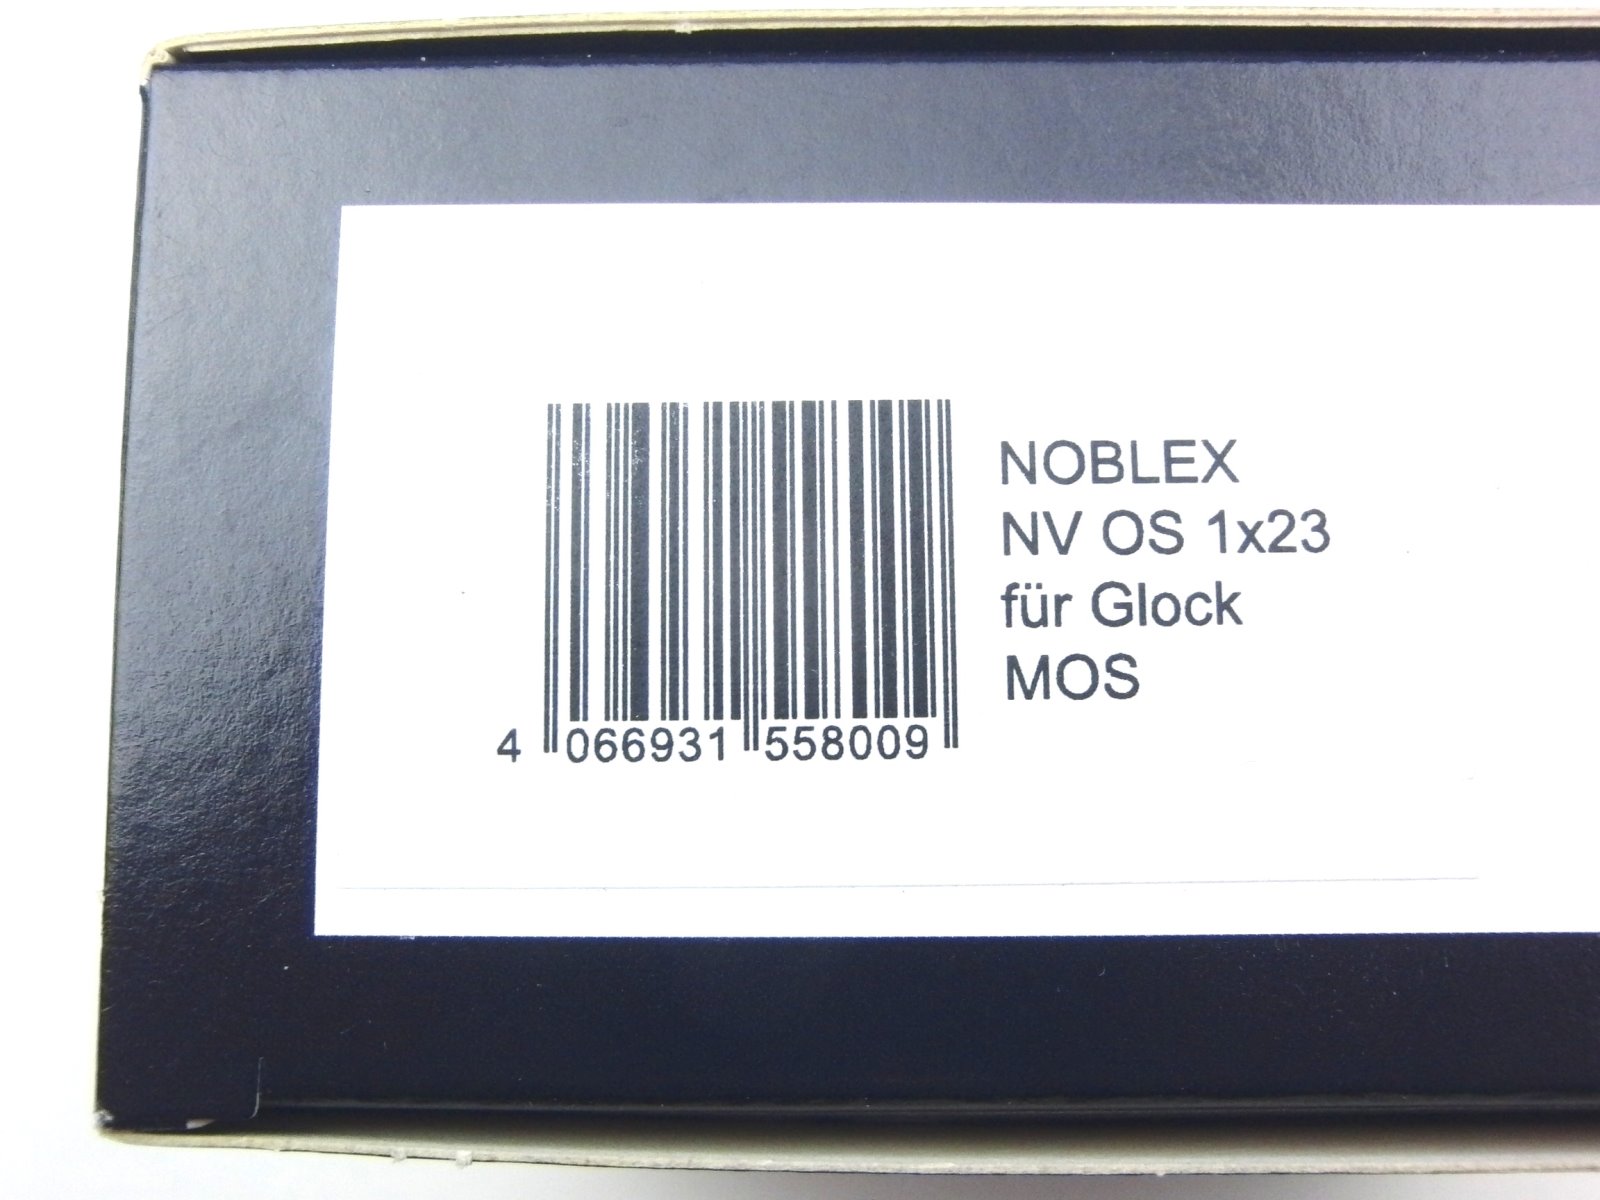 NOBLEX
NV OS 1x23
für Glock
MOS
4 066931 558009